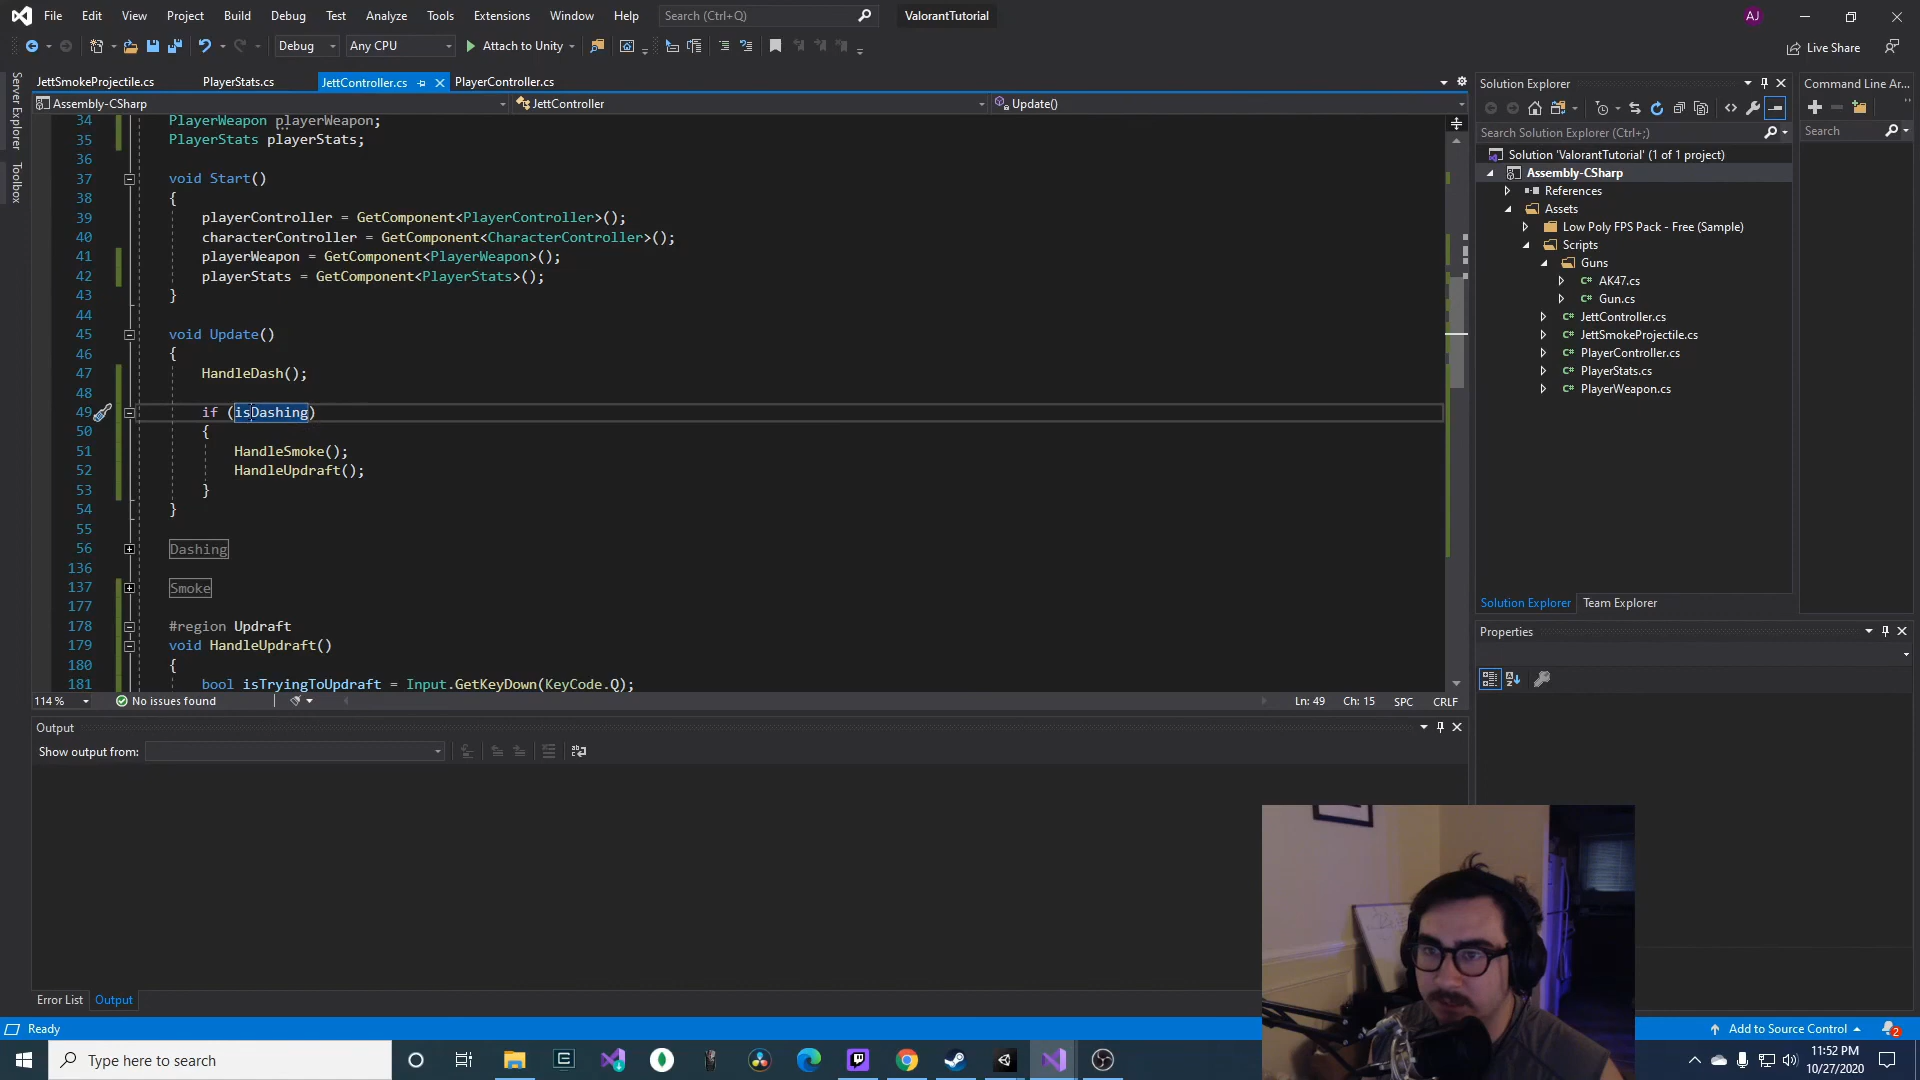 File Edit View Project Build Debug Test Analyze Tools Extensions Window Help Search (Ctrl+Q) ValorantTutorial AJ
Debug Any CPU Attach to Unity Live Share
JettSmokeProjectile.cs PlayerStats.cs JettController.cs PlayerController.cs
Assembly-CSharp JettController Update()
34 PlayerWeapon playerWeapon;
35 PlayerStats playerStats;
36
37 void Start()
38 {
39 playerController = GetComponent<PlayerController>();
40 characterController = GetComponent<CharacterController>();
41 playerWeapon = GetComponent<PlayerWeapon>();
42 playerStats = GetComponent<PlayerStats>();
43 }
44
45 void Update()
46 {
47 HandleDash();
48
49 if (isDashing)
50 {
51 HandleSmoke();
52 HandleUpdraft();
53 }
54 }
55
56 Dashing
136
137 Smoke
177
178 #region Updraft
179 void HandleUpdraft()
180 {
181 bool isTryingToUpdraft = Input.GetKeyDown(KeyCode.Q);
114 % No issues found Ln: 49 Ch: 15 SPC CRLF
Output
Show output from:
Error List Output
Server Explorer
Toolbox
Solution Explorer
Search Solution Explorer (Ctrl+;)
Solution 'ValorantTutorial' (1 of 1 project)
Assembly-CSharp
References
Assets
Low Poly FPS Pack - Free (Sample)
Scripts
Guns
C# AK47.cs
C# Gun.cs
C# JettController.cs
C# JettSmokeProjectile.cs
C# PlayerController.cs
C# PlayerStats.cs
C# PlayerWeapon.cs
Solution Explorer Team Explorer
Properties
Command Line Ar...
Search
Ready Add to Source Control 2
Type here to search
11:52 PM
10/27/2020